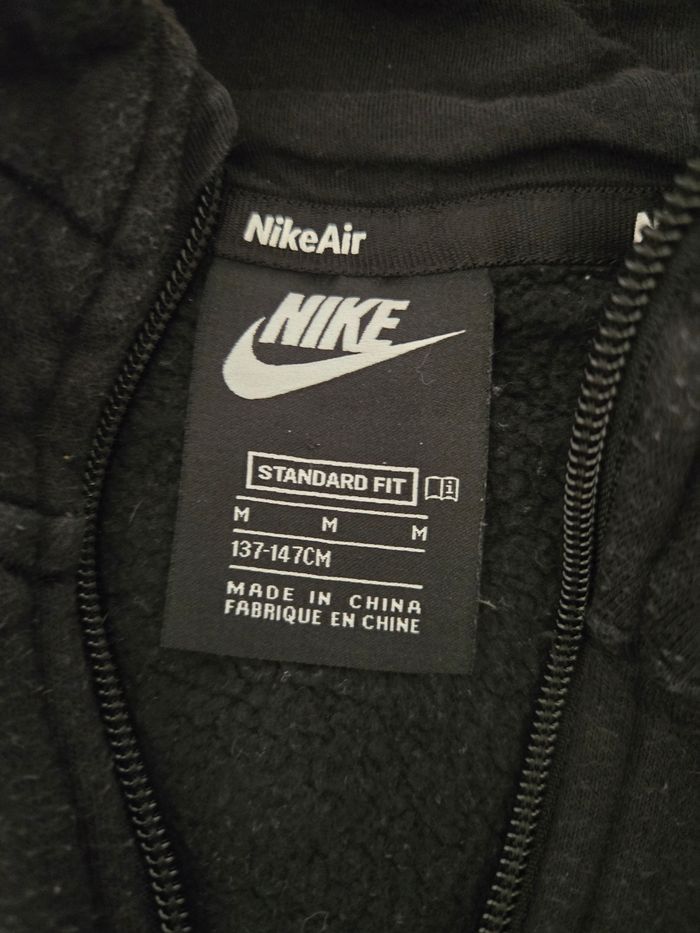 NikeAir N
NIKE
STANDARD FIT
M M M
137-147CM
MADE IN CHINA
FABRIQUE EN CHINE